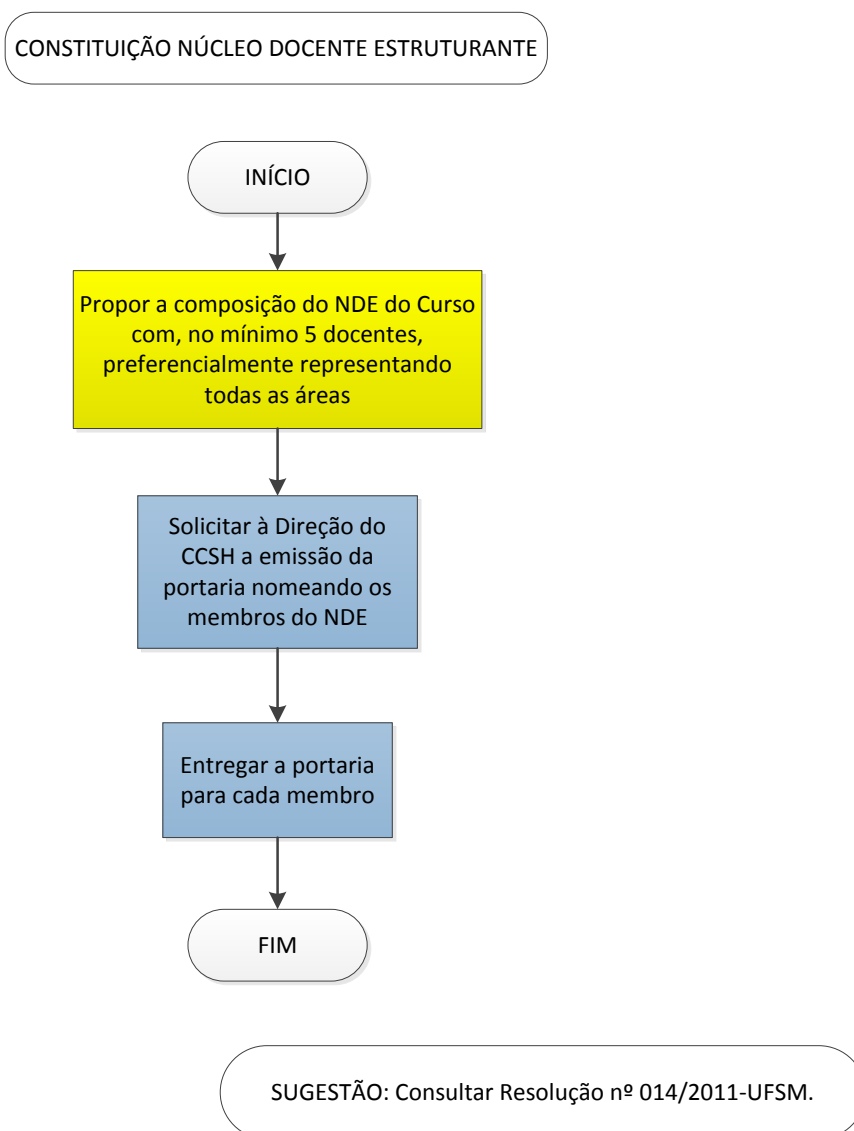 CONSTITUIÇÃO NÚCLEO DOCENTE ESTRUTURANTE
INÍCIO
Propor a composição do NDE do Curso
com, no mínimo 5 docentes,
preferencialmente representando
todas as áreas
Solicitar à Direção do
CCSH a emissão da
portaria nomeando os
membros do NDE
Entregar a portaria
para cada membro
FIM
SUGESTÃO: Consultar Resolução nº 014/2011-UFSM.